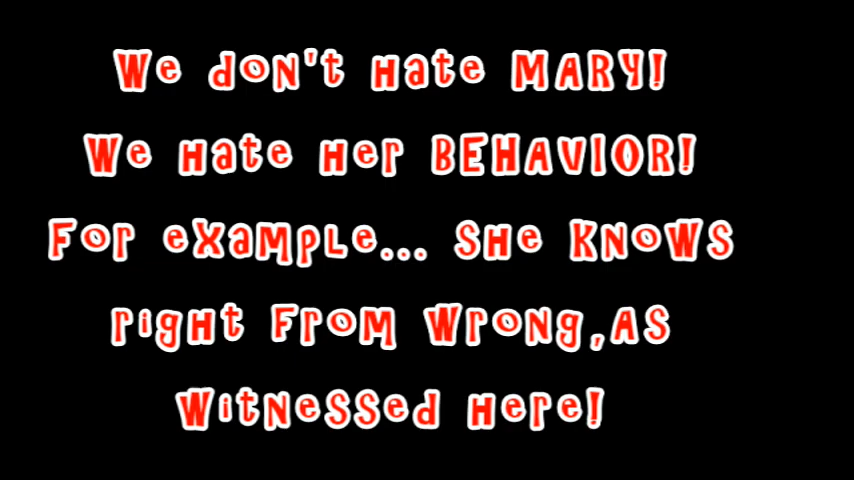 We don't hate MARY!
We hate her BEHAVIOR!
For example... she knows
right from wrong,as
witnessed here!